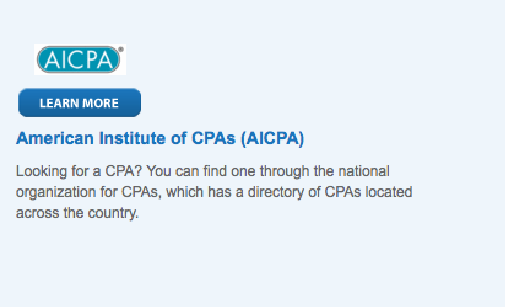 AICPA®
LEARN MORE
American Institute of CPAs (AICPA)
Looking for a CPA? You can find one through the national
organization for CPAs, which has a directory of CPAs located
across the country.